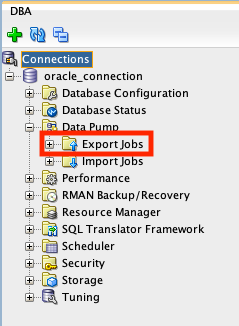 DBA
Connections
oracle_connection
Database Configuration
Database Status
Data Pump
Export Jobs
Import Jobs
Performance
RMAN Backup/Recovery
Resource Manager
SQL Translator Framework
Scheduler
Security
Storage
Tuning